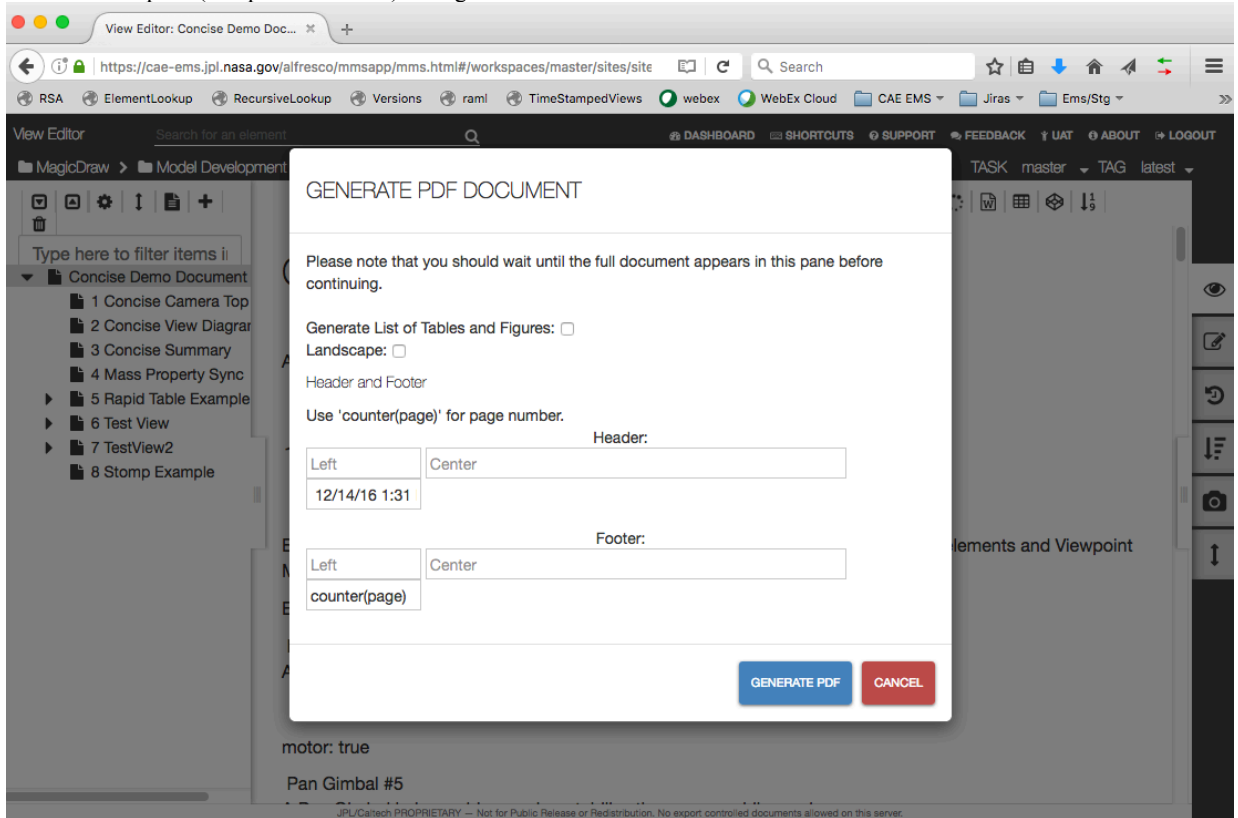 View Editor: Concise Demo Doc...
https://cae-ems.jpl.nasa.gov/alfresco/mmsapp/mms.html#/workspaces/master/sites/site
Search
RSA ElementLookup RecursiveLookup Versions raml TimeStampedViews webex WebEx Cloud CAE EMS Jiras Ems/Stg
View Editor Search for an element DASHBOARD SHORTCUTS SUPPORT FEEDBACK UAT ABOUT LOGOUT
MagicDraw > Model Development TASK master TAG latest
GENERATE PDF DOCUMENT
Type here to filter items i
Please note that you should wait until the full document appears in this pane before
continuing.
Concise Demo Document
1 Concise Camera Top
2 Concise View Diagrar
3 Concise Summary
4 Mass Property Sync
5 Rapid Table Example
6 Test View
7 TestView2
8 Stomp Example
Generate List of Tables and Figures:
Landscape:
Header and Footer
Use 'counter(page)' for page number.
Header:
Left Center
12/14/16 1:31
Footer:
Left Center
counter(page)
lements and Viewpoint
GENERATE PDF CANCEL
motor: true
Pan Gimbal #5
JPL/Caltech PROPRIETARY — Not for Public Release or Redistribution. No export controlled documents allowed on this server.